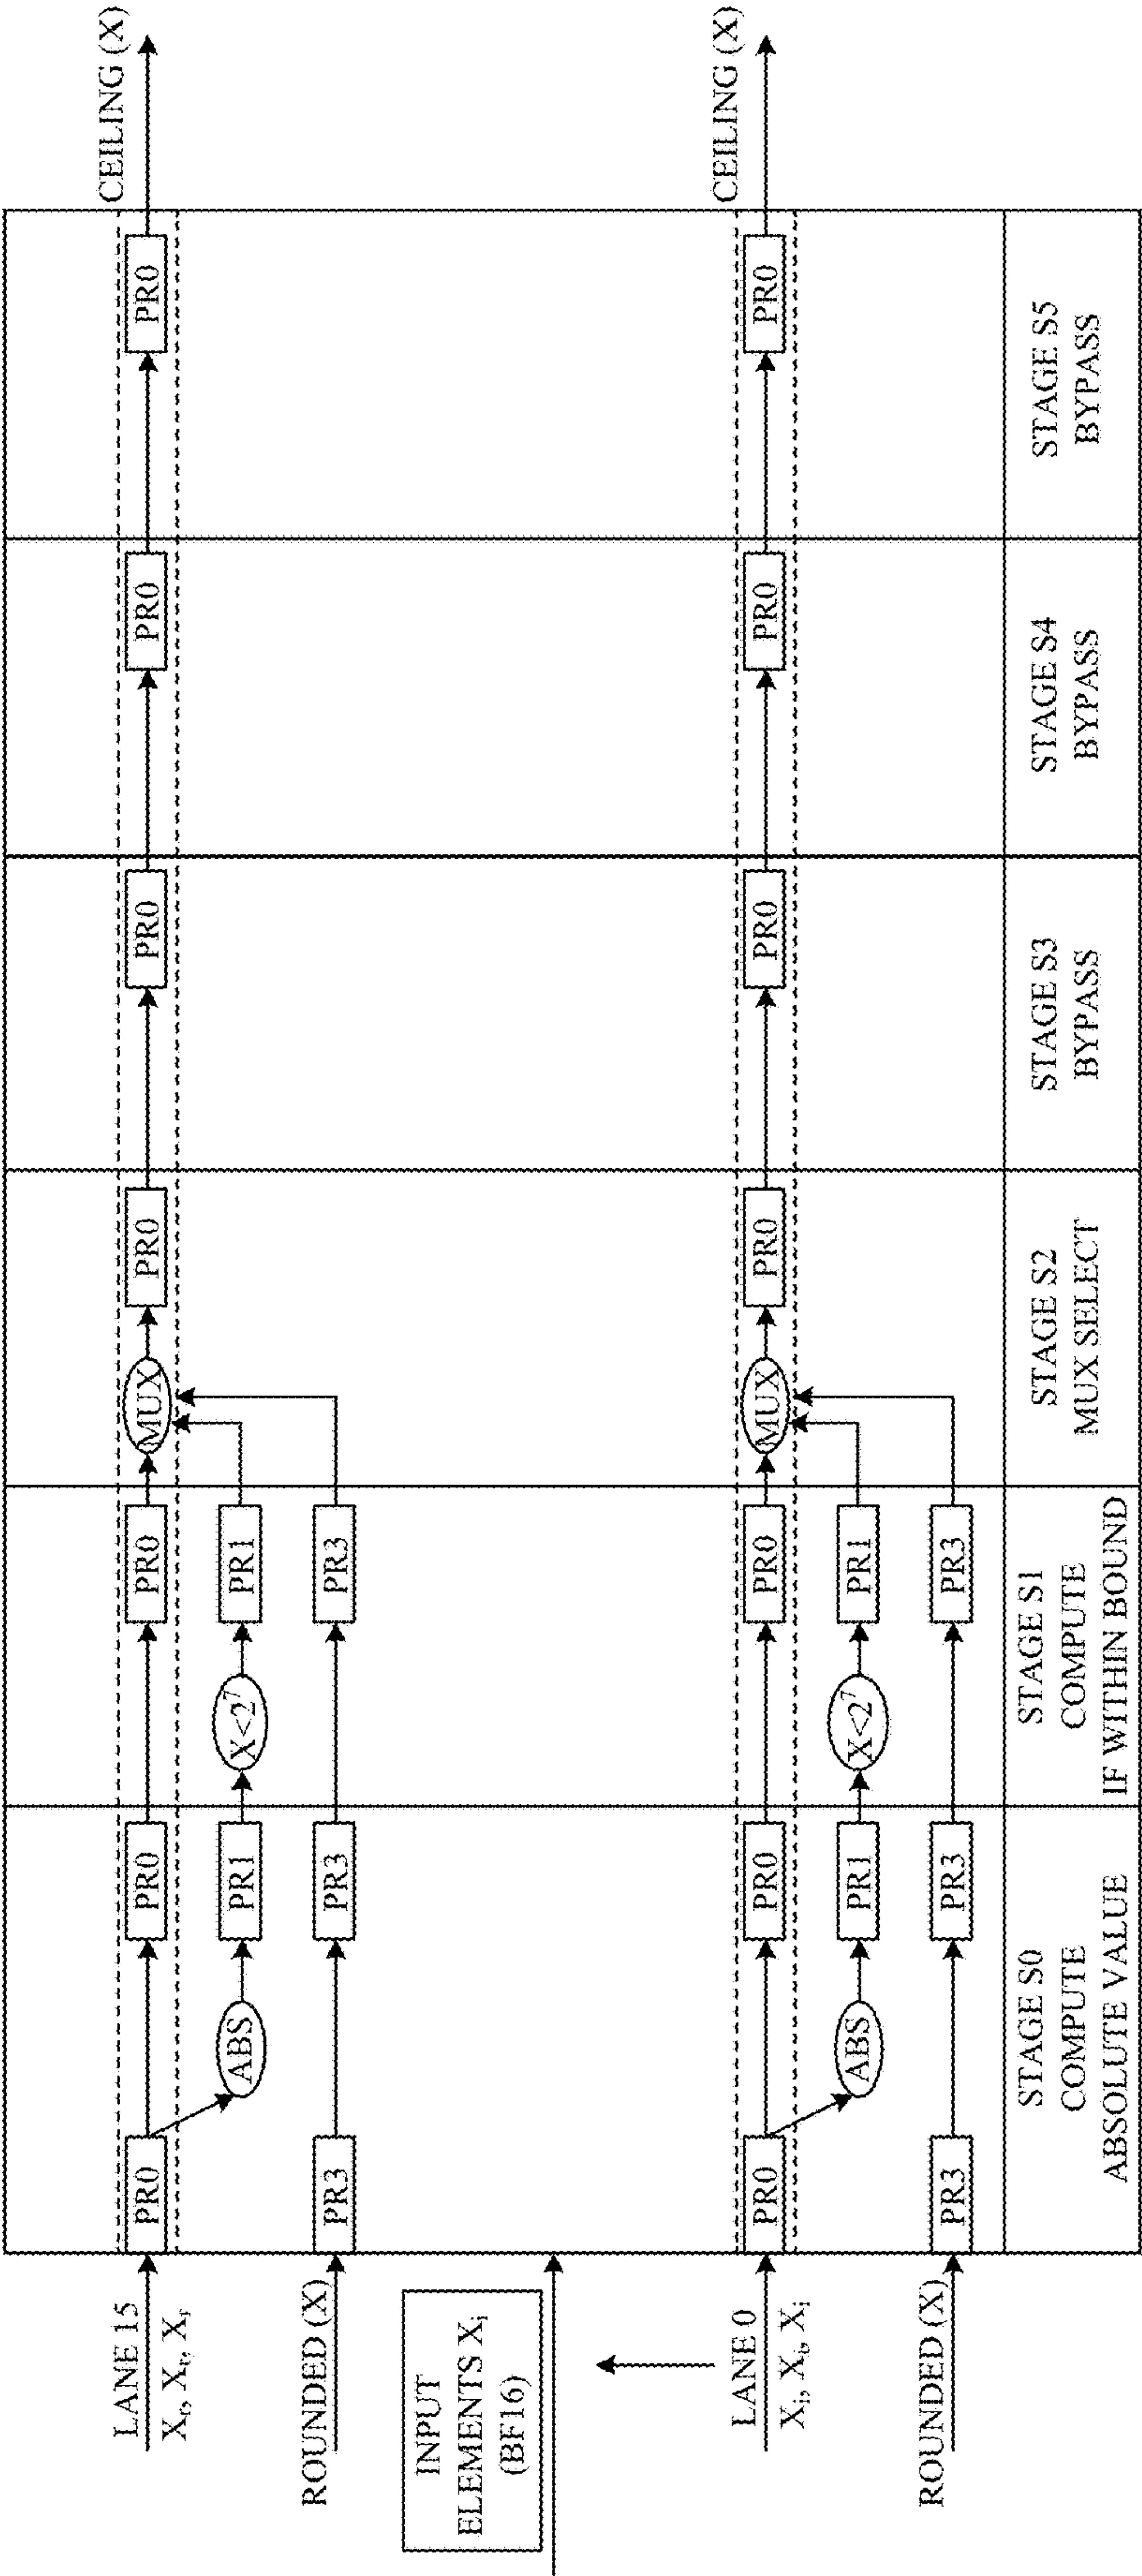 LANE 15
Xr, Xr, Xr
PR0 PR0 PR0 MUX PR0 PR0 PR0 PR0
CEILING (X)
ABS PR1 X<2⁷ PR1
ROUNDED (X)
PR3 PR3 PR3
INPUT
ELEMENTS Xi
(BF16)
LANE 0
Xi, Xi, Xi
PR0 PR0 PR0 MUX PR0 PR0 PR0 PR0
CEILING (X)
ABS PR1 X<2⁷ PR1
ROUNDED (X)
PR3 PR3 PR3
STAGE S0
COMPUTE
ABSOLUTE VALUE
STAGE S1
COMPUTE
IF WITHIN BOUND
STAGE S2
MUX SELECT
STAGE S3
BYPASS
STAGE S4
BYPASS
STAGE S5
BYPASS